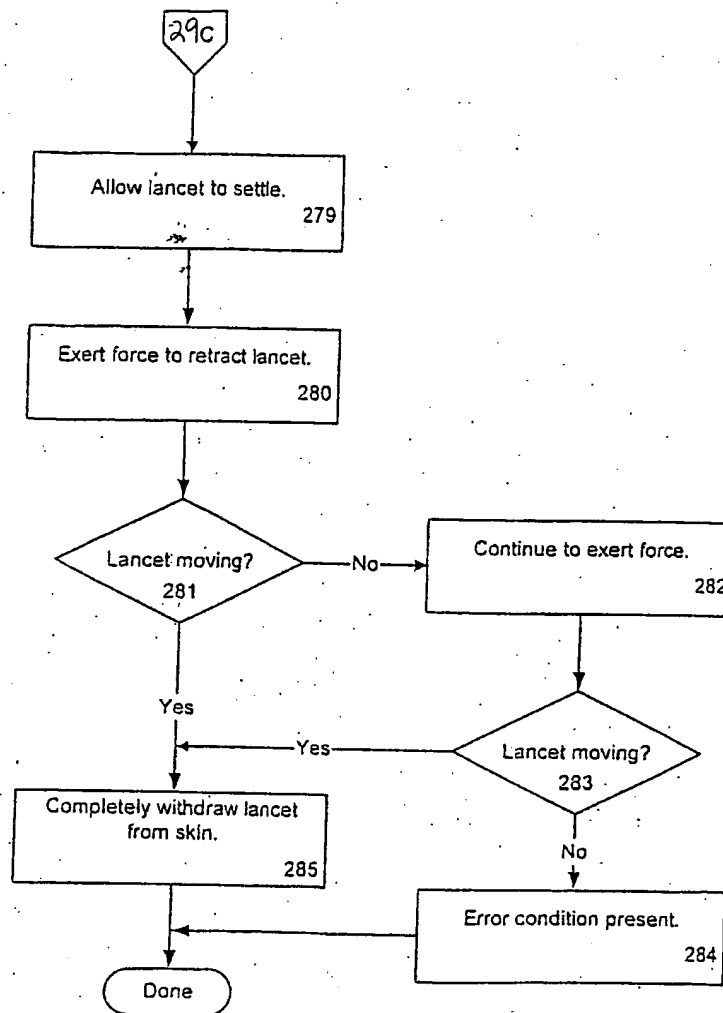 29c
Allow lancet to settle.
279
Exert force to retract lancet.
280
Lancet moving?
281
No
Continue to exert force.
282
Yes
Yes
Lancet moving?
283
Completely withdraw lancet
from skin.
285
No
Error condition present.
284
Done